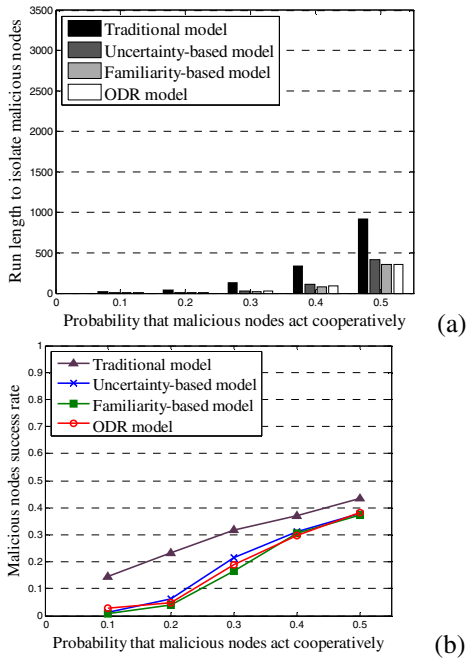 3500
3000
2500
2000
1500
1000
500
0
Run length to isolate malicious nodes
Traditional model
Uncertainty-based model
Familiarity-based model
ODR model
0 0.1 0.2 0.3 0.4 0.5
Probability that malicious nodes act cooperatively
(a)
1
0.9
0.8
0.7
0.6
0.5
0.4
0.3
0.2
0.1
0
Malicious nodes success rate
Traditional model
Uncertainty-based model
Familiarity-based model
ODR model
0 0.1 0.2 0.3 0.4 0.5
Probability that malicious nodes act cooperatively
(b)